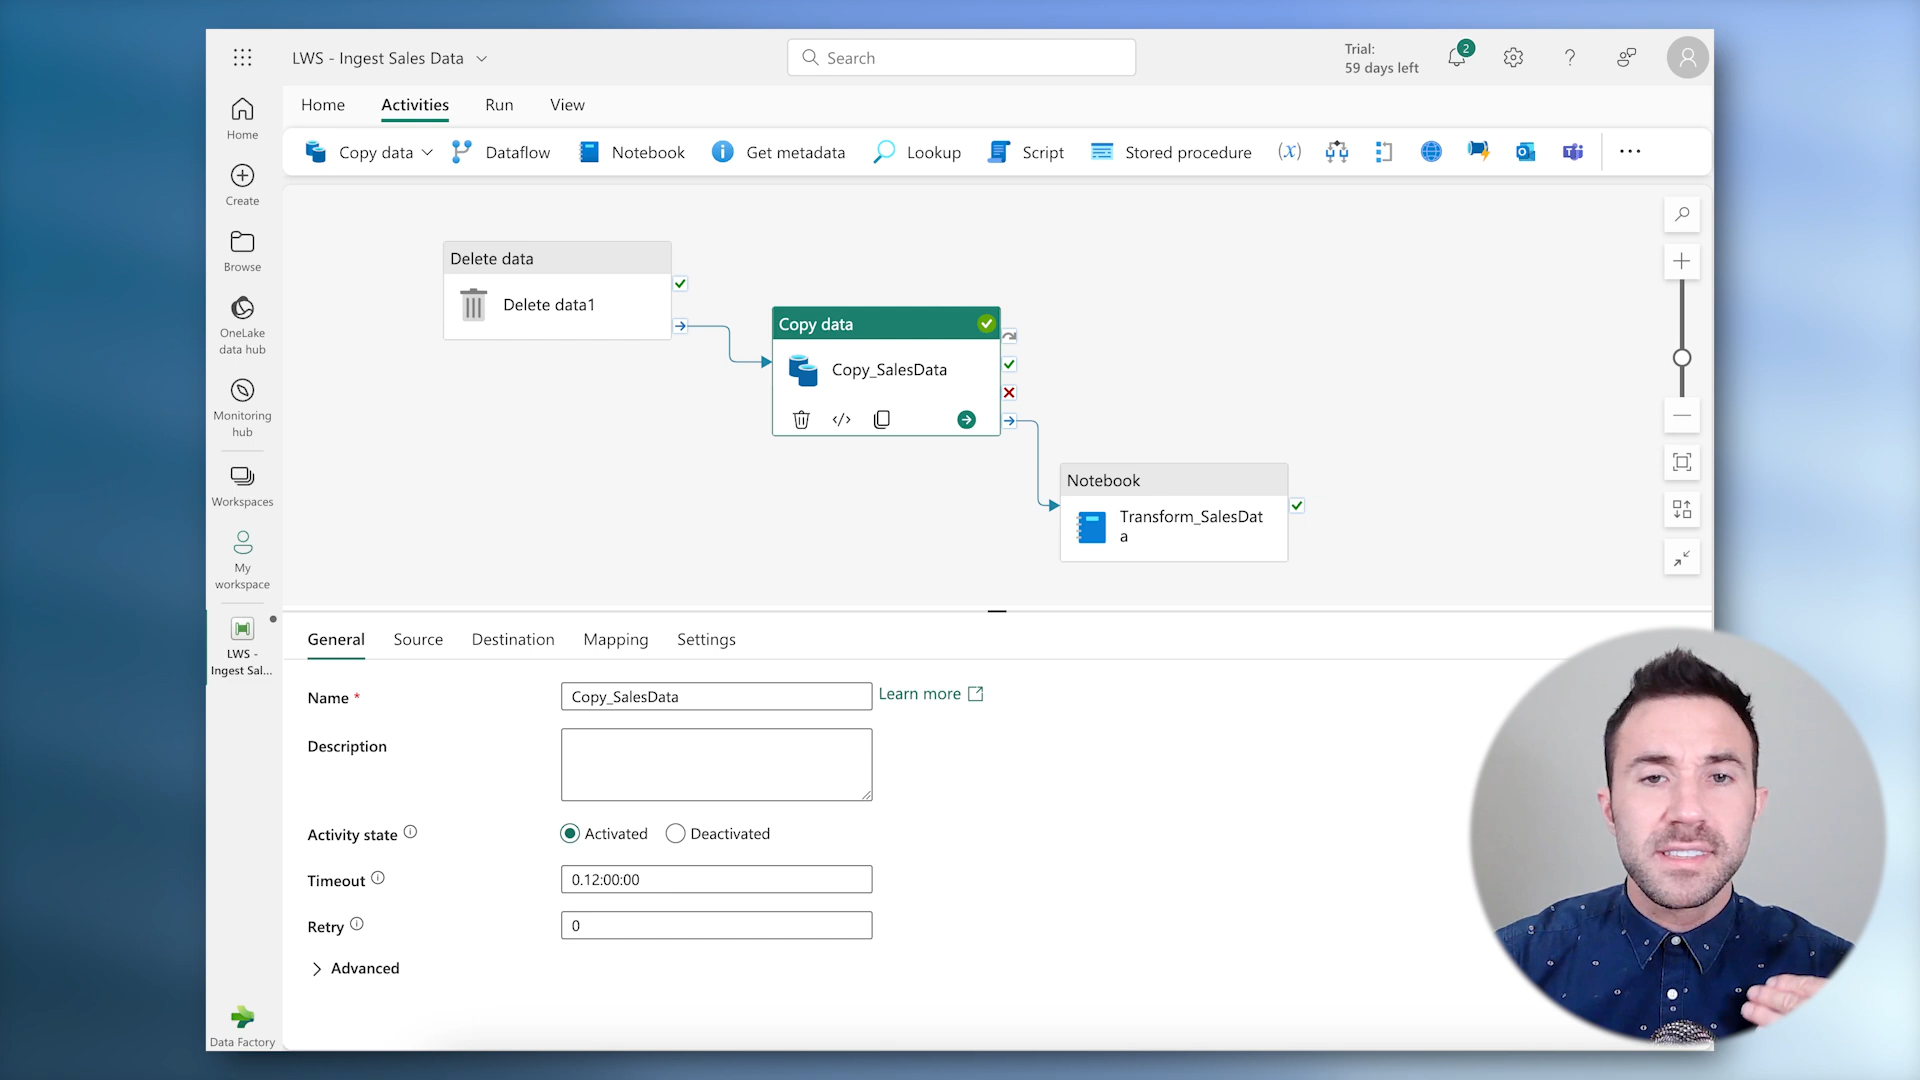 LWS - Ingest Sales Data
Search
Trial:
59 days left
2
Home
Activities
Run
View
Copy data
Dataflow
Notebook
Get metadata
Lookup
Script
Stored procedure
(x)
Home
Create
Browse
OneLake
data hub
Monitoring
hub
Workspaces
My
workspace
LWS -
Ingest Sal...
Data Factory
Delete data
Delete data1
Copy data
Copy_SalesData
Notebook
Transform_SalesDat
a
General
Source
Destination
Mapping
Settings
Name *
Copy_SalesData
Learn more
Description
Activity state
Activated
Deactivated
Timeout
0.12:00:00
Retry
0
Advanced